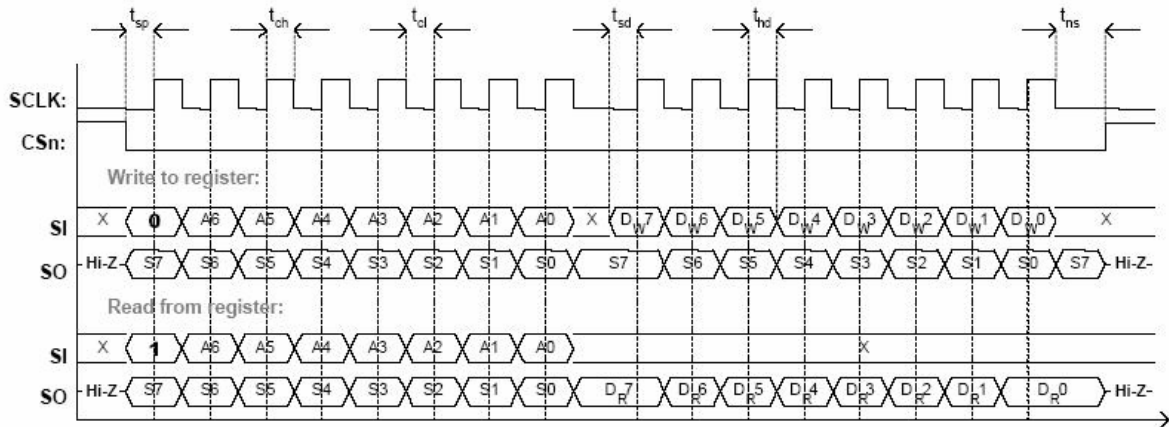 tsp tch tcl tsd thd tns
SCLK:
CSn:
Write to register:
SI X 0 A6 A5 A4 A3 A2 A1 A0 X DW7 DW6 DW5 DW4 DW3 DW2 DW1 DW0 X
SO Hi-Z S7 S6 S5 S4 S3 S2 S1 S0 S7 S6 S5 S4 S3 S2 S1 S0 S7 Hi-Z
Read from register:
SI X 1 A6 A5 A4 A3 A2 A1 A0 X
SO Hi-Z S7 S6 S5 S4 S3 S2 S1 S0 DR7 DR6 DR5 DR4 DR3 DR2 DR1 DR0 Hi-Z